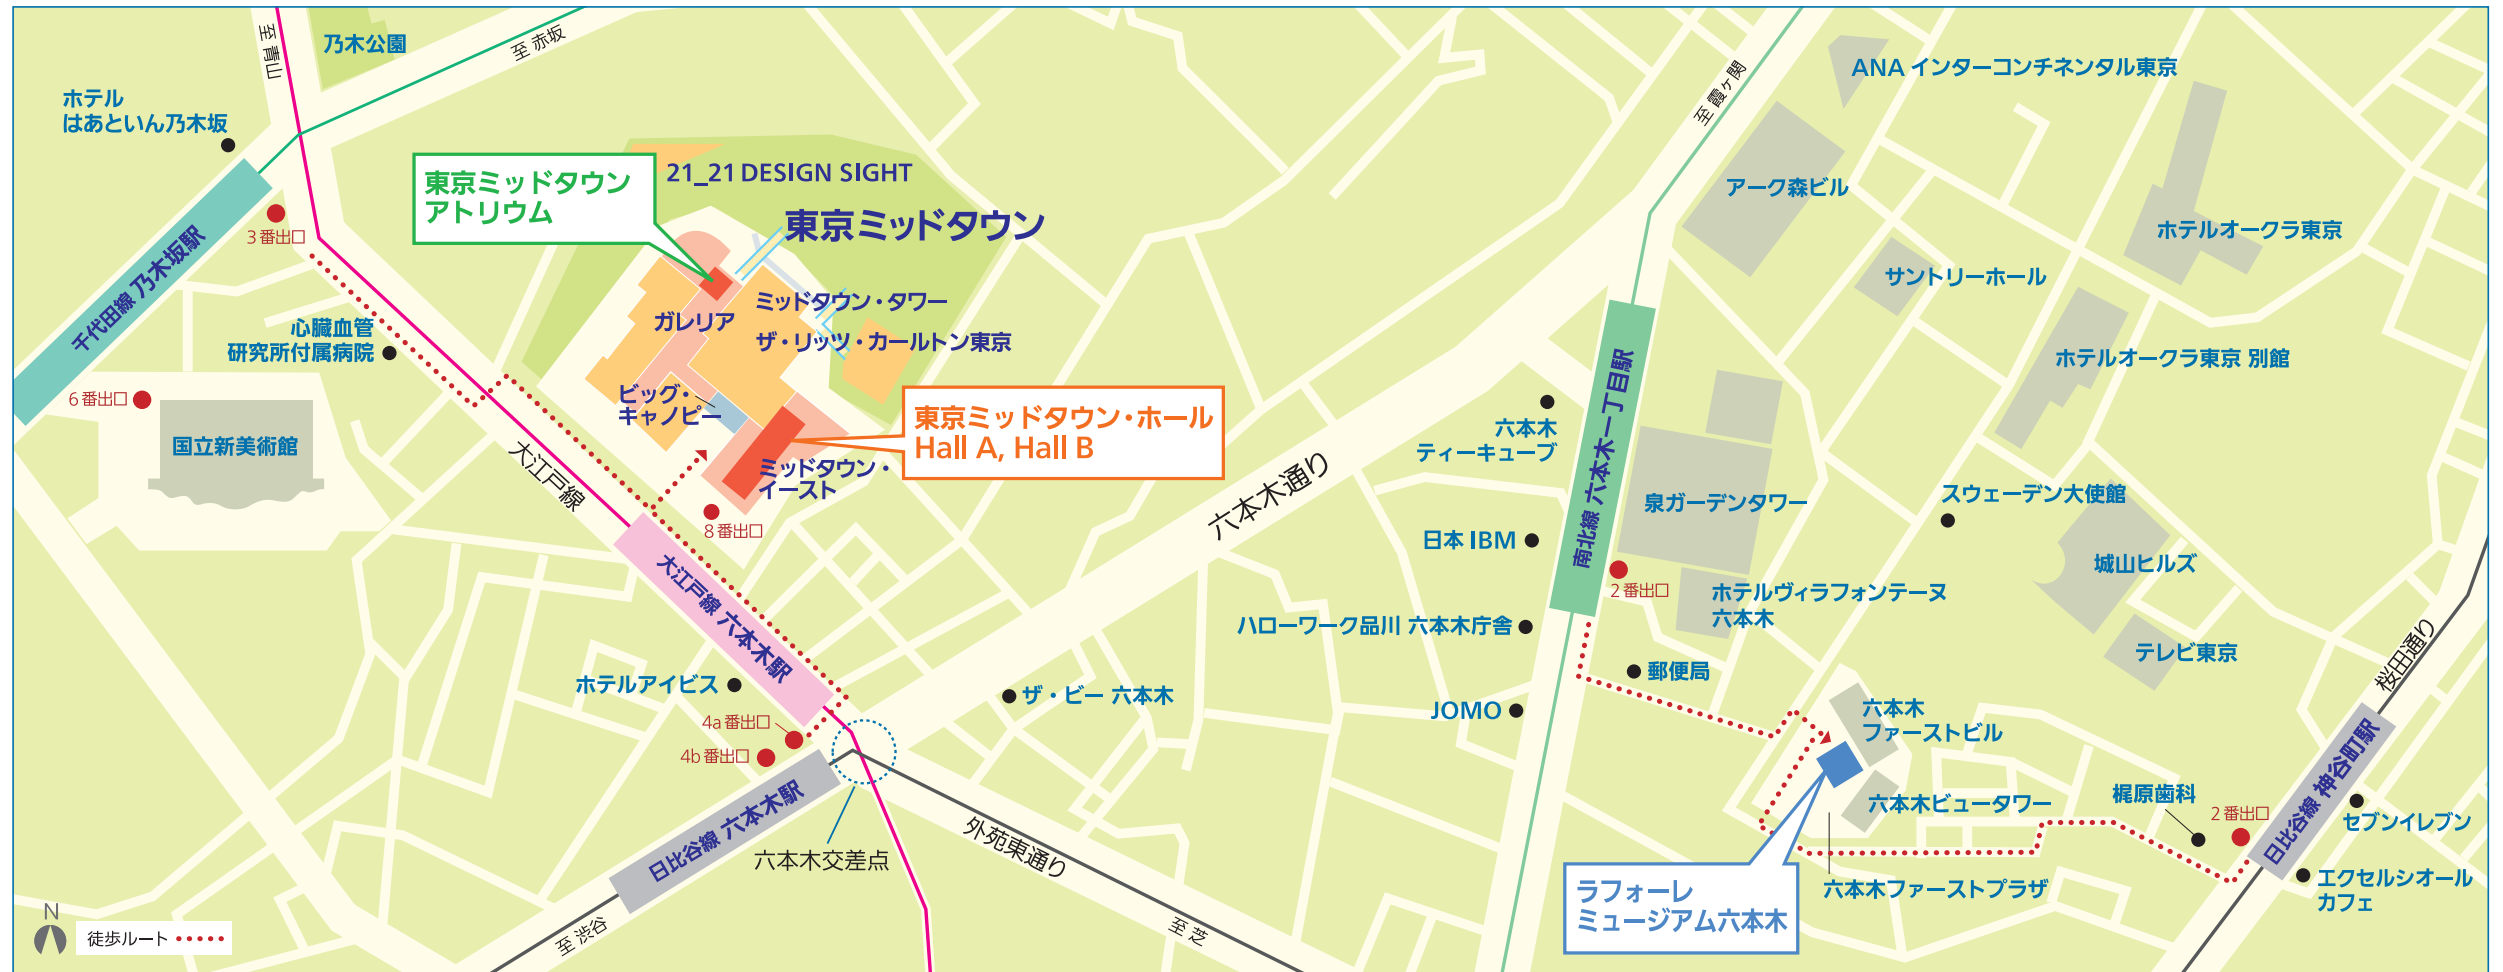 至 青山
乃木公園
至 赤坂
ホテル
はあといん乃木坂
3番出口
千代田線 乃木坂駅
東京ミッドタウン
アトリウム
21_21 DESIGN SIGHT
東京ミッドタウン
ミッドタウン・タワー
ガレリア
ザ・リッツ・カールトン東京
心臓血管
研究所付属病院
ビッグ・
キャノピー
6番出口
国立新美術館
大江戸線
東京ミッドタウン・ホール
Hall A, Hall B
ミッドタウン・
イースト
8番出口
大江戸線 六本木駅
六本木通り
ホテルアイビス
4a番出口
4b番出口
日比谷線 六本木駅
六本木交差点
外苑東通り
至 渋谷
至 芝
ザ・ビー 六本木
至 霞ヶ関
ANA インターコンチネンタル東京
アーク森ビル
ホテルオークラ東京
サントリーホール
ホテルオークラ東京 別館
南北線 六本木一丁目駅
六本木
ティーキューブ
泉ガーデンタワー
スウェーデン大使館
日本 IBM
城山ヒルズ
2番出口
ホテルヴィラフォンテーヌ
六本木
ハローワーク品川 六本木庁舎
テレビ東京
郵便局
桜田通り
JOMO
六本木
ファーストビル
六本木ビュータワー
梶原歯科
2番出口
日比谷線 神谷町駅
セブンイレブン
ラフォーレ
ミュージアム六本木
六本木ファーストプラザ
エクセルシオール
カフェ
N
徒歩ルート